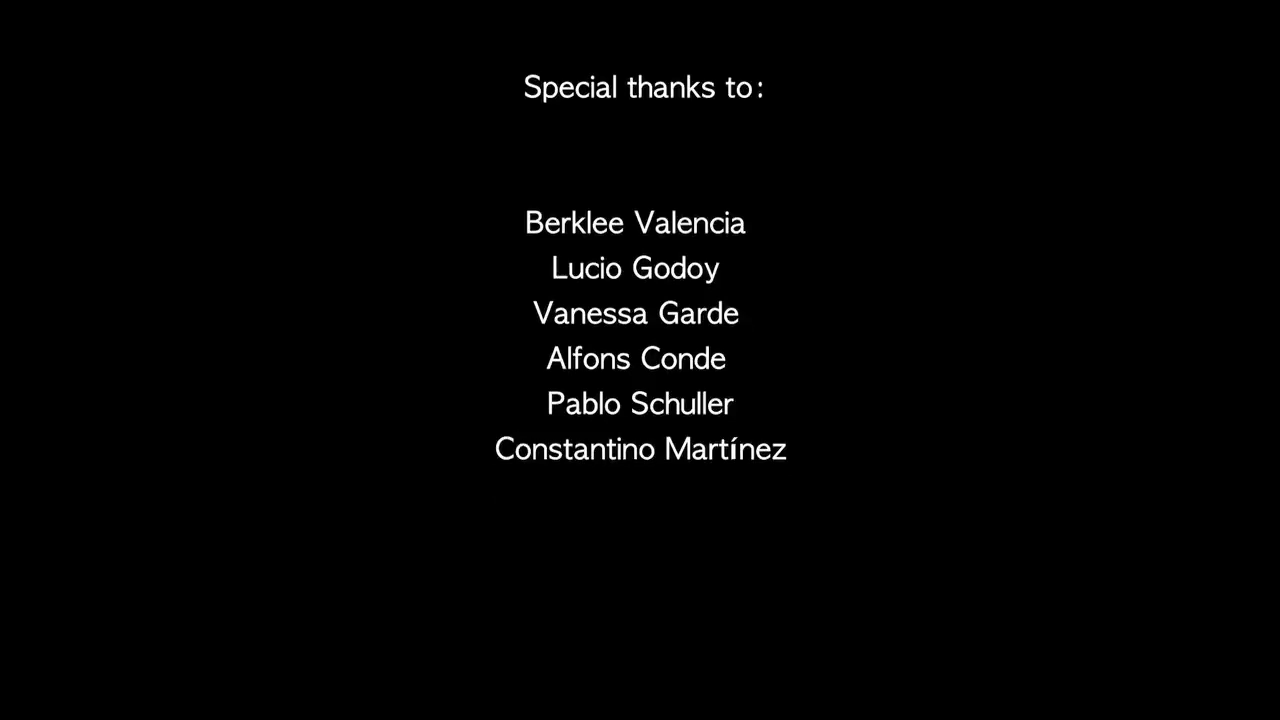 Special thanks to:
Berklee Valencia
Lucio Godoy
Vanessa Garde
Alfons Conde
Pablo Schuller
Constantino Martínez